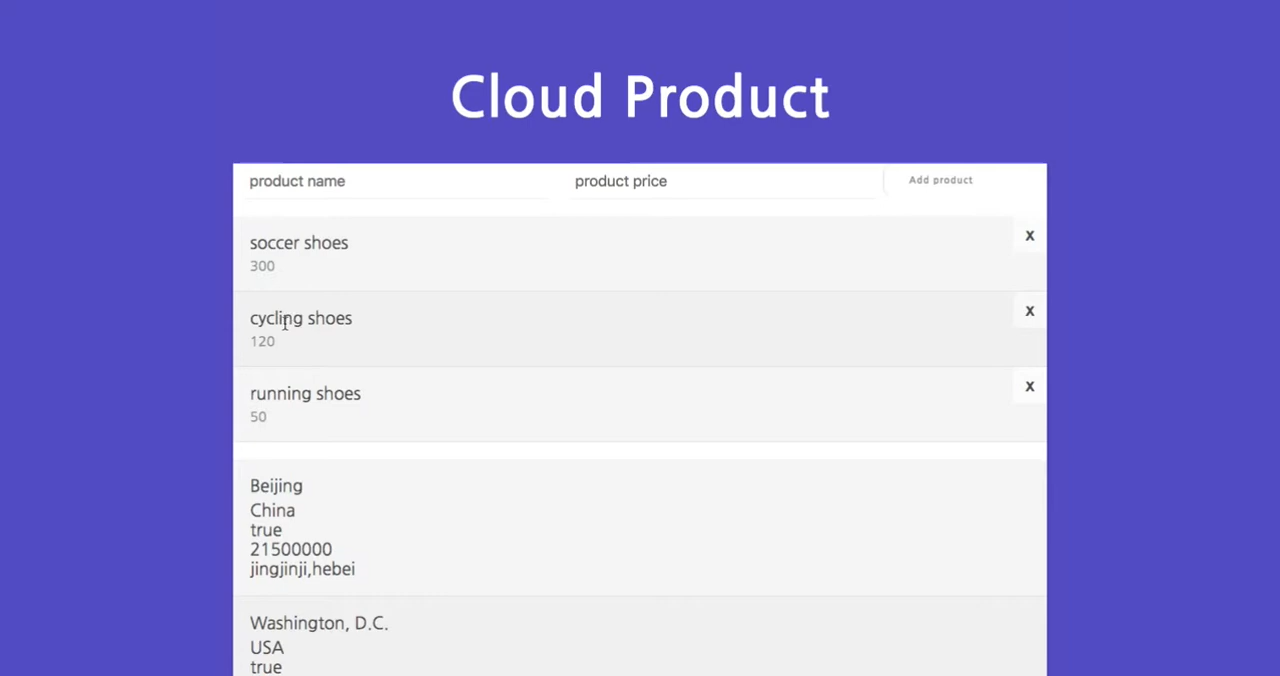 Cloud Product
product name product price Add product
soccer shoes X
300
cycling shoes X
120
running shoes X
50
Beijing
China
true
21500000
jingjinji,hebei
Washington, D.C.
USA
true